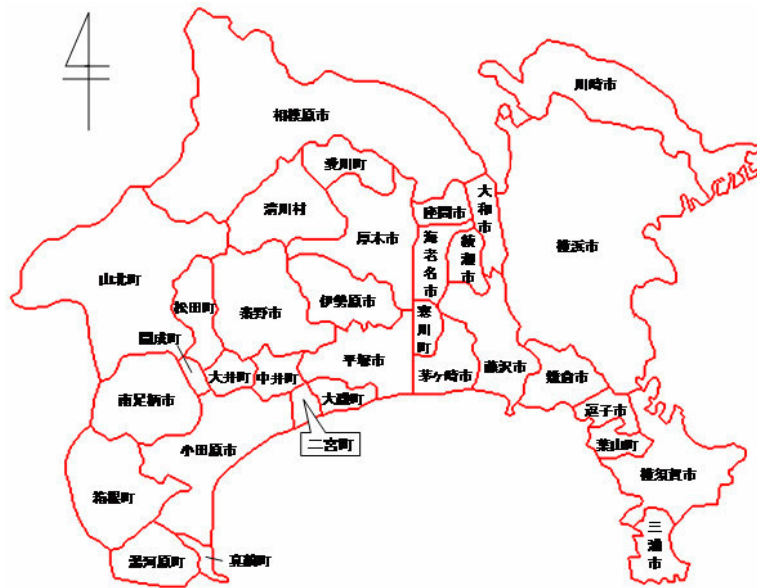 川崎市
相模原市
愛川町
大和市
清川村
座間市
厚木市
海老名市
綾瀬市
横浜市
山北町
松田町
秦野市
伊勢原市
寒川町
開成町
大井町
中井町
平塚市
茅ヶ崎市
藤沢市
鎌倉市
南足柄市
大磯町
逗子市
二宮町
葉山町
小田原市
横須賀市
箱根町
三浦市
湯河原町
真鶴町